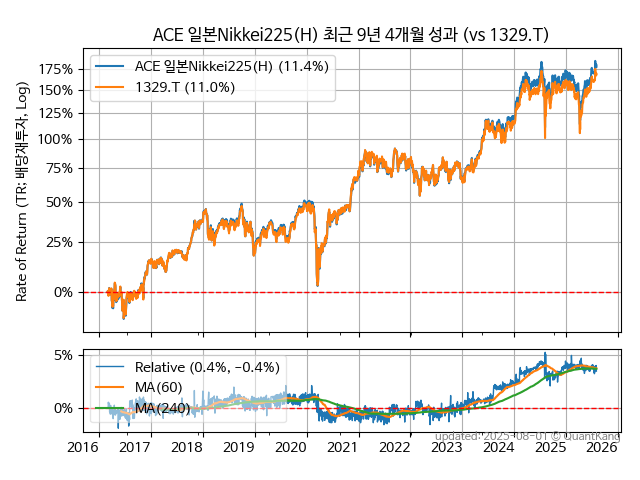 ACE 일본Nikkei225(H) 최근 9년 4개월 성과 (vs 1329.T)
ACE 일본Nikkei225(H) (11.4%)
1329.T (11.0%)
Rate of Return (TR: 배당재투자, Log)
175%
150%
125%
100%
75%
50%
25%
0%
Relative (0.4%, -0.4%)
MA(60)
MA(240)
5%
0%
2016 2017 2018 2019 2020 2021 2022 2023 2024 2025 2026
updated: 2025-08-01 © QuantKang